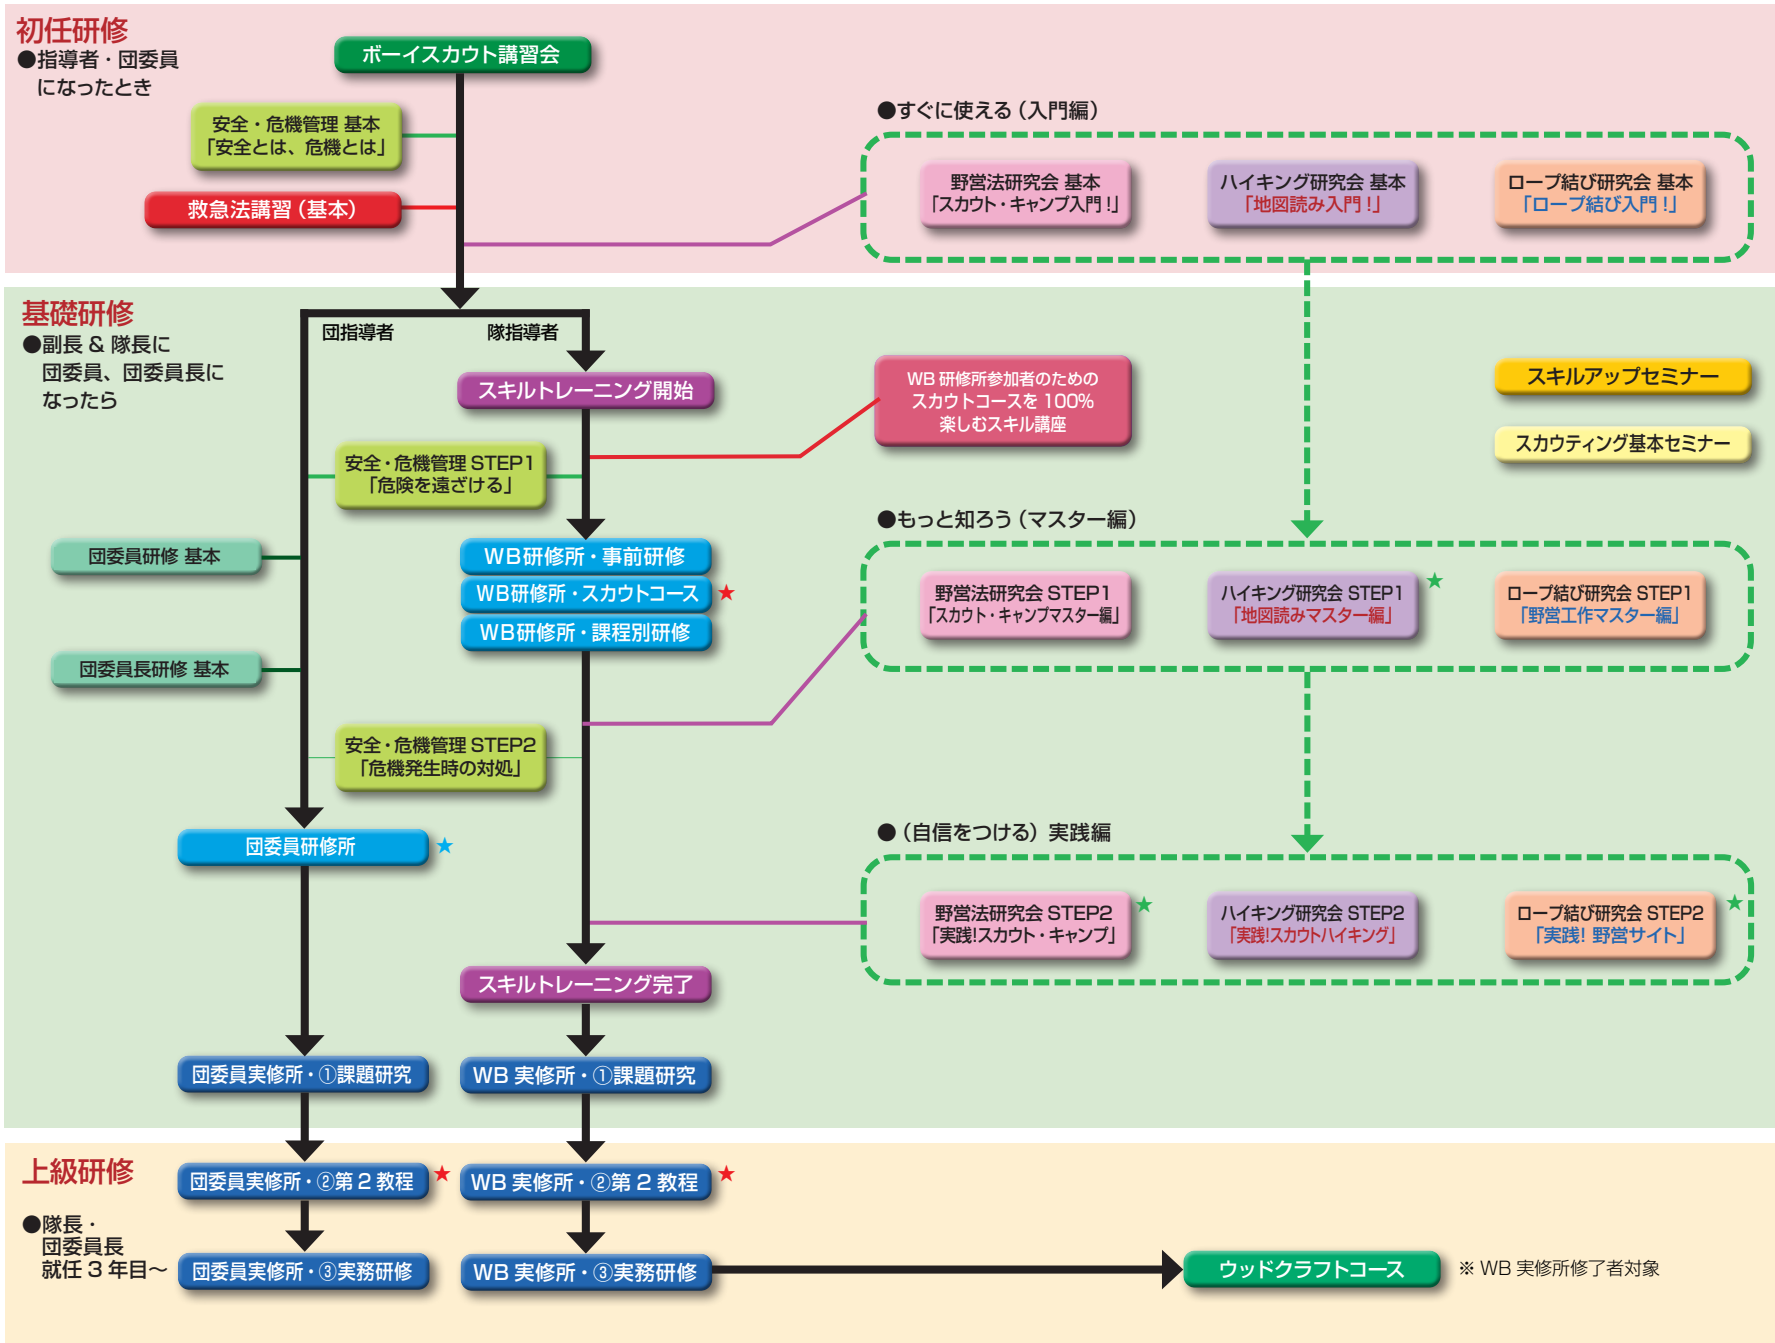 初任研修
●指導者・団委員
になったとき
ボーイスカウト講習会
安全・危機管理 基本
「安全とは、危機とは」
救急法講習（基本）
●すぐに使える（入門編）
野営法研究会 基本
「スカウト・キャンプ入門！」
ハイキング研究会 基本
「地図読み入門！」
ロープ結び研究会 基本
「ロープ結び入門！」
基礎研修
●副長 & 隊長に
団委員、団委員長に
なったら
団指導者
隊指導者
スキルトレーニング開始
WB 研修所参加者のための
スカウトコースを 100%
楽しむスキル講座
スキルアップセミナー
スカウティング基本セミナー
安全・危機管理 STEP1
「危険を遠ざける」
団委員研修 基本
WB研修所・事前研修
WB研修所・スカウトコース ★
WB研修所・課程別研修
団委員長研修 基本
●もっと知ろう（マスター編）
野営法研究会 STEP1
「スカウト・キャンプマスター編」
ハイキング研究会 STEP1 ★
「地図読みマスター編」
ロープ結び研究会 STEP1
「野営工作マスター編」
安全・危機管理 STEP2
「危機発生時の対処」
団委員研修所 ★
●（自信をつける）実践編
野営法研究会 STEP2 ★
「実践！スカウト・キャンプ」
ハイキング研究会 STEP2
「実践！スカウトハイキング」
ロープ結び研究会 STEP2 ★
「実践！ 野営サイト」
スキルトレーニング完了
団委員実修所・①課題研究
WB 実修所・①課題研究
上級研修
●隊長・
団委員長
就任 3 年目～
団委員実修所・②第 2 教程 ★
WB 実修所・②第 2 教程 ★
団委員実修所・③実務研修
WB 実修所・③実務研修
ウッドクラフトコース
※ WB 実修所修了者対象